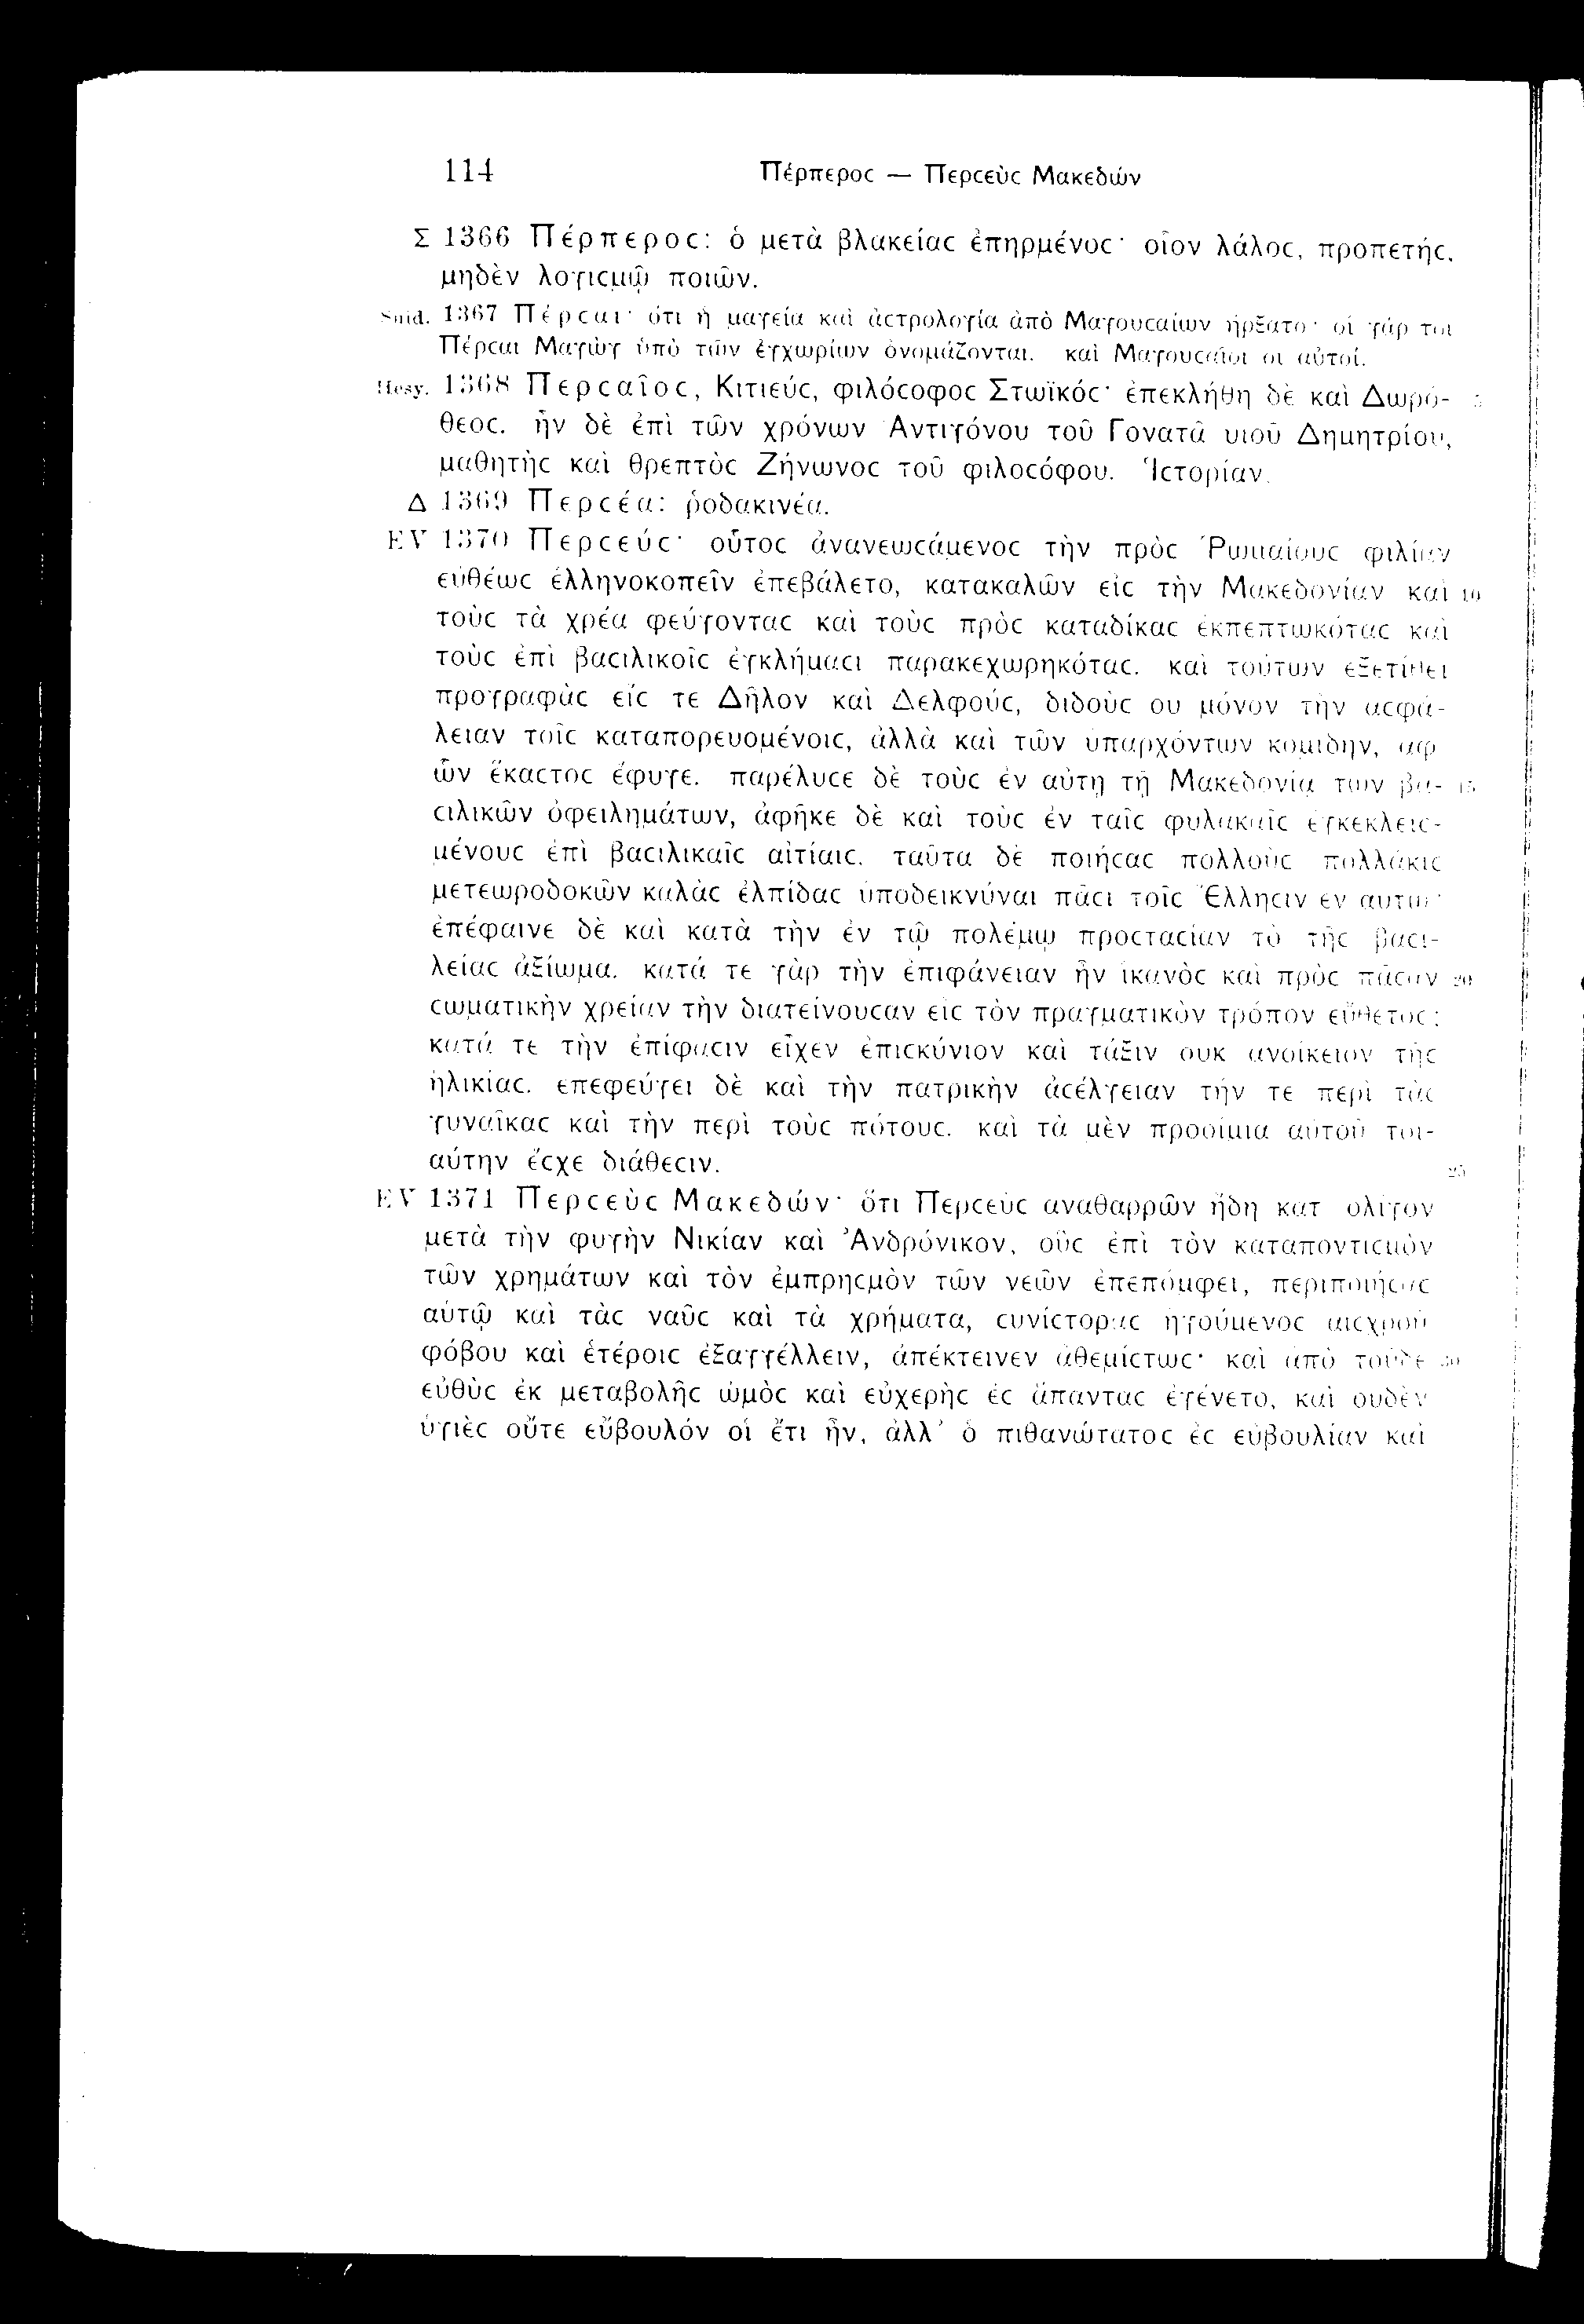 114 Πέρπεροϲ — Περϲεὺϲ Μακεδών
Σ 1366 Πέρπεροϲ: ὁ μετὰ βλακείαϲ ἐπηρμένοϲ· οἷον λάλοϲ, προπετήϲ,
μηδὲν λογιϲμῷ ποιῶν.
Suid. 1367 Πέρϲαι· ὅτι ἡ μαγεία καὶ ἀϲτρολογία ἀπὸ Μαγουϲαίων ἤρξατο· οἱ γάρ τοι
Πέρϲαι Μαγὼγ ὑπὸ τῶν ἐγχωρίων ὀνομάζονται. καὶ Μαγουϲαῖοι οἱ αὐτοί.
Hesy. 1368 Περϲαῖοϲ, Κιτιεύϲ, φιλόϲοφοϲ Στωϊκόϲ· ἐπεκλήθη δὲ καὶ Δωρό- 5
θεοϲ. ἦν δὲ ἐπὶ τῶν χρόνων Ἀντιγόνου τοῦ Γονατᾶ υἱοῦ Δημητρίου,
μαθητὴϲ καὶ θρεπτὸϲ Ζήνωνοϲ τοῦ φιλοϲόφου. Ἱϲτορίαν.
Δ 1369 Περϲέα: ῥοδακινέα.
EV 1370 Περϲεύϲ· οὗτοϲ ἀνανεωϲάμενοϲ τὴν πρὸϲ Ῥωμαίουϲ φιλίαν
εὐθέωϲ ἑλληνοκοπεῖν ἐπεβάλετο, κατακαλῶν εἰϲ τὴν Μακεδονίαν καὶ 10
τοὺϲ τὰ χρέα φεύγονταϲ καὶ τοὺϲ πρὸϲ καταδίκαϲ ἐκπεπτωκόταϲ καὶ
τοὺϲ ἐπὶ βαϲιλικοῖϲ ἐγκλήμαϲι παρακεχωρηκόταϲ. καὶ τούτων ἐξετίθει
προγραφὰϲ εἴϲ τε Δῆλον καὶ Δελφούϲ, διδοὺϲ οὐ μόνον τὴν ἀϲφά-
λειαν τοῖϲ καταπορευομένοιϲ, ἀλλὰ καὶ τῶν ὑπαρχόντων κομιδήν, ἀφ'
ὧν ἕκαϲτοϲ ἔφυγε. παρέλυϲε δὲ τοὺϲ ἐν αὐτῇ τῇ Μακεδονίᾳ τῶν βα- 15
ϲιλικῶν ὀφειλημάτων, ἀφῆκε δὲ καὶ τοὺϲ ἐν ταῖϲ φυλακαῖϲ ἐγκεκλειϲ-
μένουϲ ἐπὶ βαϲιλικαῖϲ αἰτίαιϲ. ταῦτα δὲ ποιήϲαϲ πολλοὺϲ πολλάκιϲ
μετεωροδοκῶν καλὰϲ ἐλπίδαϲ ὑποδεικνύναι πᾶϲι τοῖϲ Ἕλληϲιν ἐν αὑτῷ·
ἐπέφαινε δὲ καὶ κατὰ τὴν ἐν τῷ πολέμῳ προϲταϲίαν τὸ τῆϲ βαϲι-
λείαϲ ἀξίωμα. κατά τε γὰρ τὴν ἐπιφάνειαν ἦν ἱκανὸϲ καὶ πρὸϲ πᾶϲαν 20
ϲωματικὴν χρείαν τὴν διατείνουϲαν εἰϲ τὸν πραγματικὸν τρόπον εὔθετοϲ·
κατά τε τὴν ἐπίφαϲιν εἶχεν ἐπιϲκύνιον καὶ τάξιν οὐκ ἀνοίκειον τῆϲ
ἡλικίαϲ. ἐπεφεύγει δὲ καὶ τὴν πατρικὴν ἀϲέλγειαν τήν τε περὶ τὰϲ
γυναῖκαϲ καὶ τὴν περὶ τοὺϲ πότουϲ. καὶ τὰ μὲν προοίμια αὐτοῦ τοι-
αύτην ἔϲχε διάθεϲιν. 25
EV 1371 Περϲεὺϲ Μακεδών· ὅτι Περϲεὺϲ ἀναθαρρῶν ἤδη κατ' ὀλίγον
μετὰ τὴν φυγὴν Νικίαν καὶ Ἀνδρόνικον, οὓϲ ἐπὶ τὸν καταποντιϲμὸν
τῶν χρημάτων καὶ τὸν ἐμπρηϲμὸν τῶν νεῶν ἐπεπόμφει, περιποιήϲαϲ
αὐτῷ καὶ τὰϲ ναῦϲ καὶ τὰ χρήματα, ϲυνίϲτοραϲ ἡγούμενοϲ αἰϲχροῦ
φόβου καὶ ἑτέροιϲ ἐξαγγέλλειν, ἀπέκτεινεν ἀθεμίϲτωϲ· καὶ ἀπὸ τοῦδε 30
εὐθὺϲ ἐκ μεταβολῆϲ ὠμὸϲ καὶ εὐχερὴϲ ἐϲ ἅπανταϲ ἐγένετο, καὶ οὐδὲν
ὑγιὲϲ οὔτε εὔβουλόν οἱ ἔτι ἦν, ἀλλ' ὁ πιθανώτατοϲ ἐϲ εὐβουλίαν καὶ